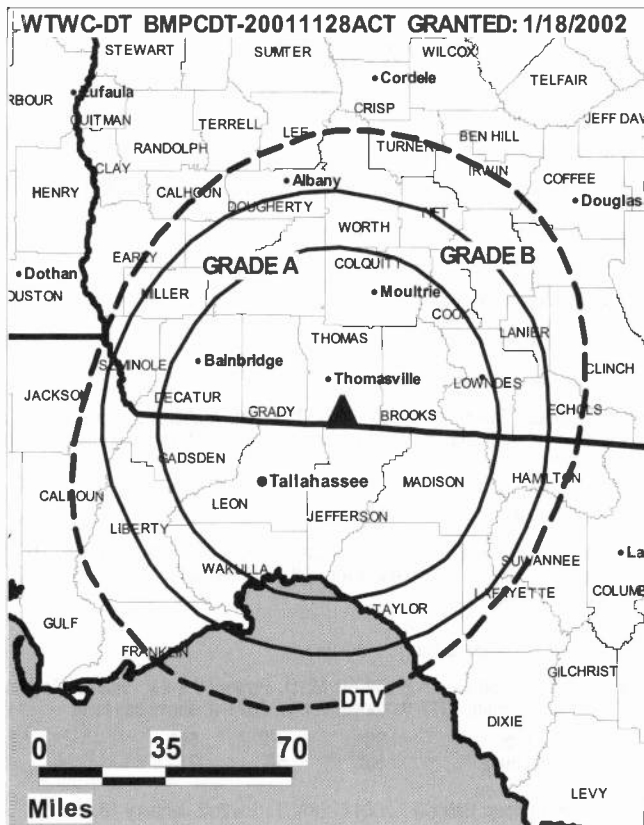 WTWC-DT BMPCDT-20011128ACT GRANTED: 1/18/2002
STEWART
SUMTER
WILCOX
Cordele
TELFAIR
RBOUR
Eufaula
QUITMAN
CRISP
TERRELL
LEE
JEFF DAV
RANDOLPH
TURNER
BEN HILL
IRWIN
CLAY
HENRY
CALHOUN
Albany
COFFEE
DOUGHERTY
Douglas
TIFT
WORTH
EARLY
GRADE A
GRADE B
COLQUITT
Dothan
OUSTON
MILLER
Moultrie
COOK
LANIER
THOMAS
SEMINOLE
Bainbridge
CLINCH
Thomasville
LOWNDES
JACKSON
DECATUR
GRADY
BROOKS
ECHOLS
GADSDEN
Tallahassee
MADISON
HAMILTON
CALHOUN
LEON
JEFFERSON
LIBERTY
SUWANNEE
La
WAKULLA
LAFAYETTE
COLUMB
TAYLOR
GULF
FRANKLIN
GILCHRIST
DTV
DIXIE
0 35 70
LEVY
Miles